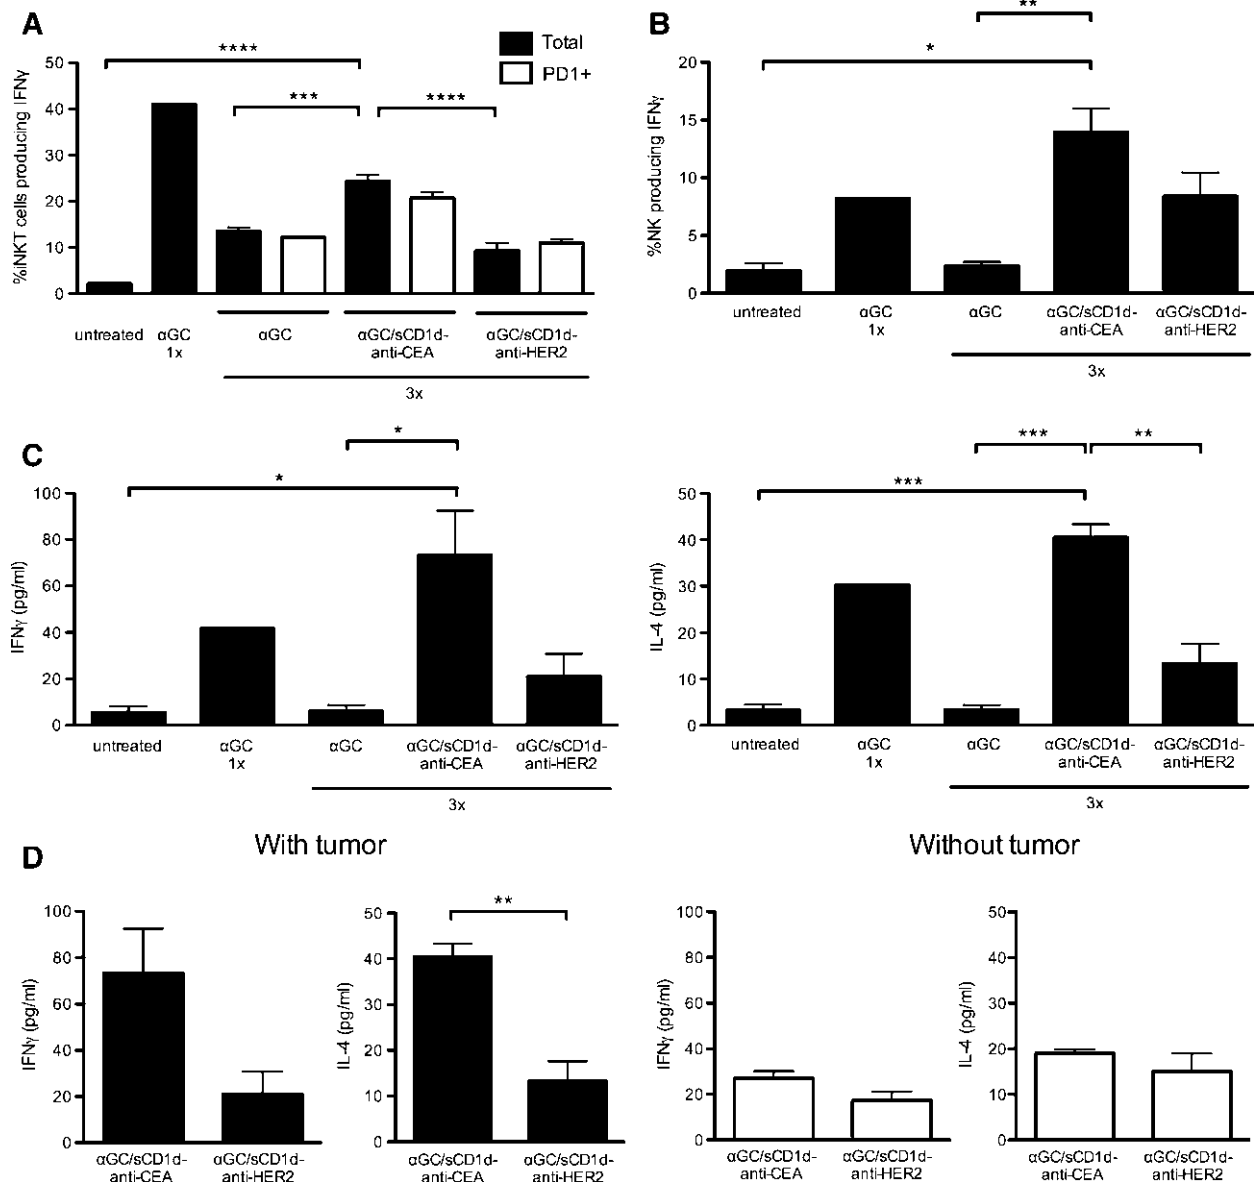 A
B
**
****
Total
PD1+
*
***
****
%iNKT cells producing IFNγ
50
40
30
20
10
0
%NK producing IFNγ
20
15
10
5
0
untreated
αGC
1x
αGC
αGC/sCD1d-
anti-CEA
αGC/sCD1d-
anti-HER2
3x
untreated
αGC
1x
αGC
αGC/sCD1d-
anti-CEA
αGC/sCD1d-
anti-HER2
3x
C
*
*
IFNγ (pg/ml)
100
80
60
40
20
0
untreated
αGC
1x
αGC
αGC/sCD1d-
anti-CEA
αGC/sCD1d-
anti-HER2
3x
***
**
***
IL-4 (pg/ml)
50
40
30
20
10
0
untreated
αGC
1x
αGC
αGC/sCD1d-
anti-CEA
αGC/sCD1d-
anti-HER2
3x
D
With tumor
Without tumor
IFNγ (pg/ml)
100
80
60
40
20
0
αGC/sCD1d-
anti-CEA
αGC/sCD1d-
anti-HER2
**
IL-4 (pg/ml)
50
40
30
20
10
0
αGC/sCD1d-
anti-CEA
αGC/sCD1d-
anti-HER2
IFNγ (pg/ml)
100
80
60
40
20
0
αGC/sCD1d-
anti-CEA
αGC/sCD1d-
anti-HER2
IL-4 (pg/ml)
50
40
30
20
10
0
αGC/sCD1d-
anti-CEA
αGC/sCD1d-
anti-HER2